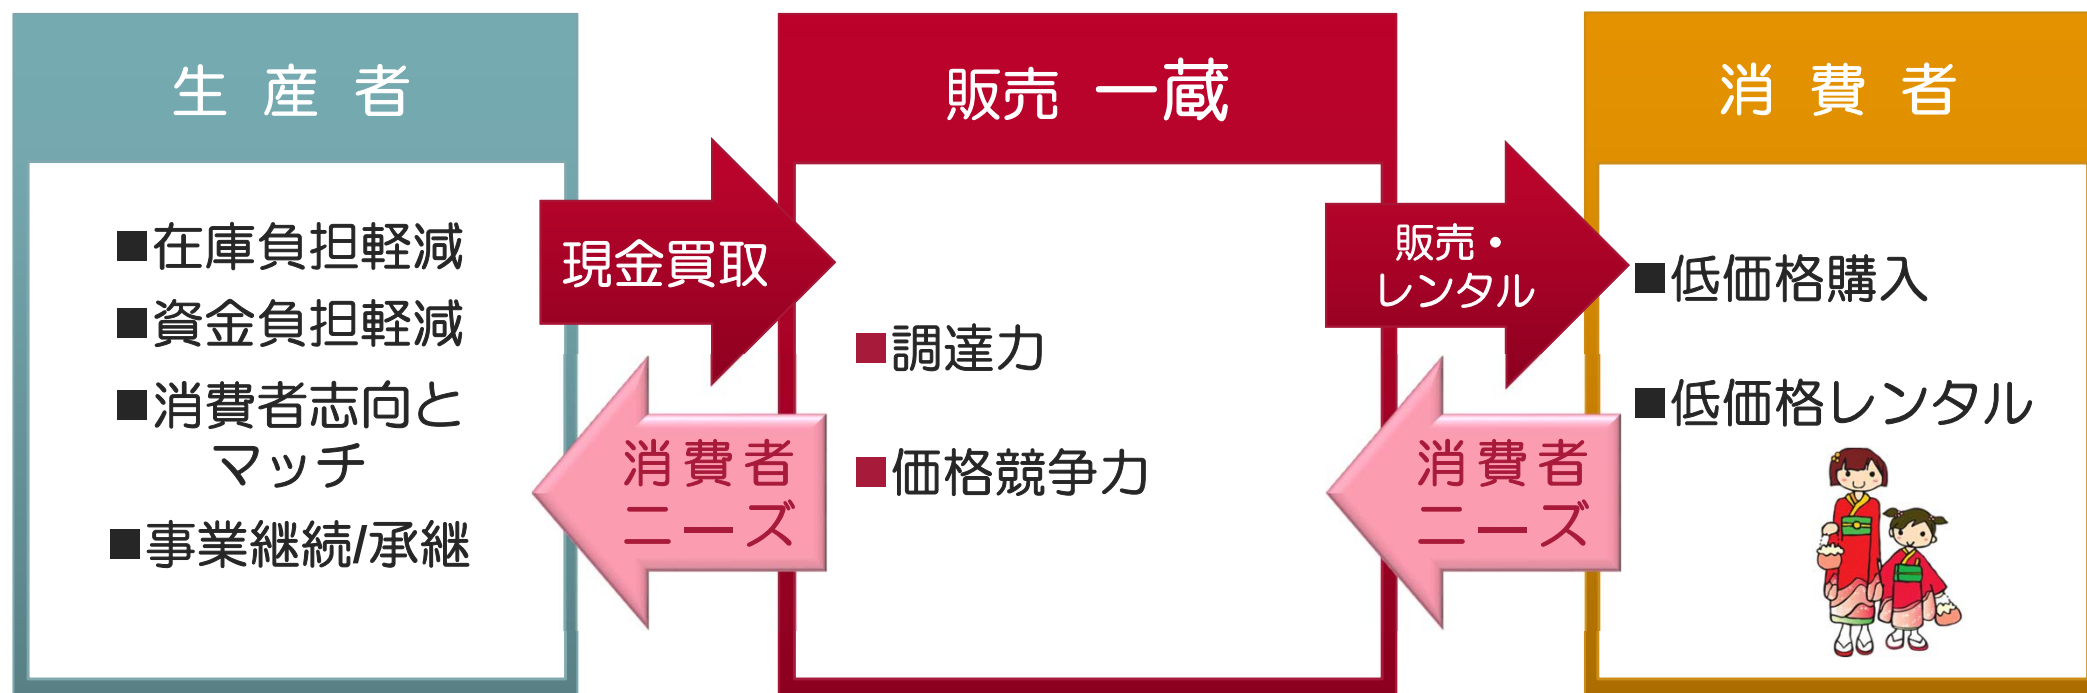 生産者
■在庫負担軽減
■資金負担軽減
■消費者志向と
マッチ
■事業継続/承継
現金買取
消費者
ニーズ
販売 一蔵
■調達力
■価格競争力
販売・
レンタル
消費者
ニーズ
消費者
■低価格購入
■低価格レンタル